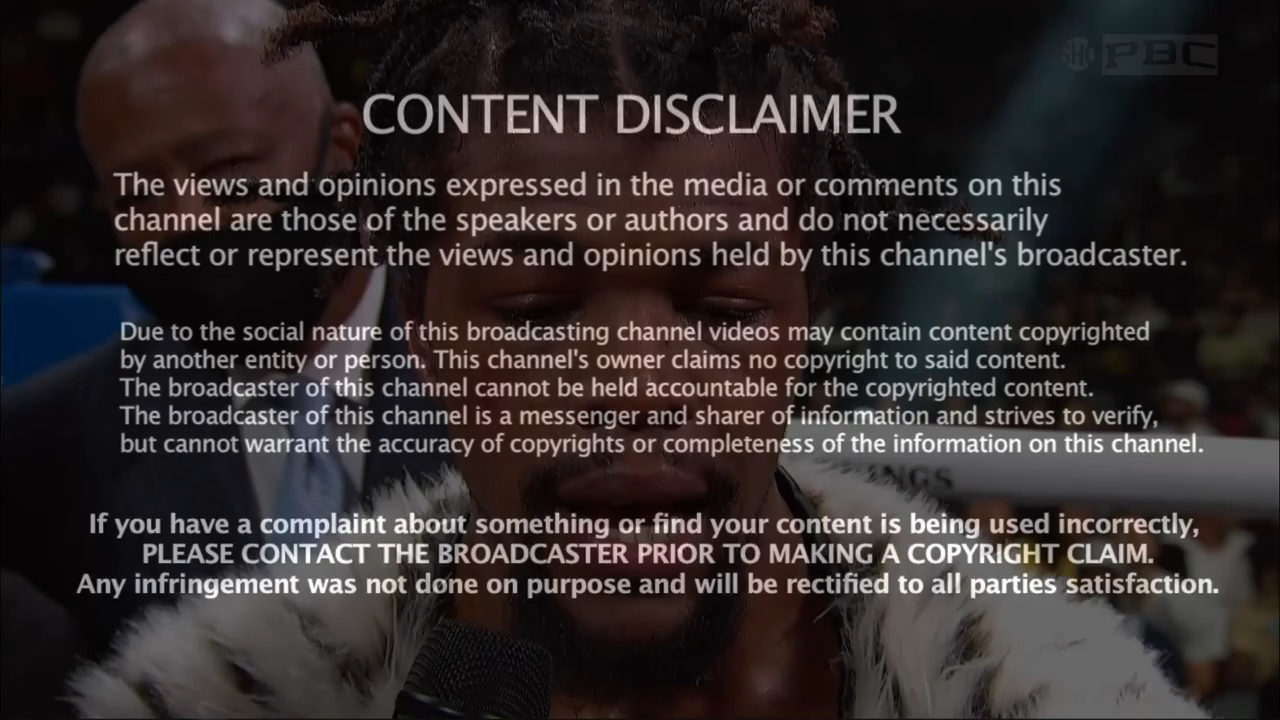 SHO PBC
CONTENT DISCLAIMER
The views and opinions expressed in the media or comments on this
channel are those of the speakers or authors and do not necessarily
reflect or represent the views and opinions held by this channel's broadcaster.
Due to the social nature of this broadcasting channel videos may contain content copyrighted
by another entity or person. This channel's owner claims no copyright to said content.
The broadcaster of this channel cannot be held accountable for the copyrighted content.
The broadcaster of this channel is a messenger and sharer of information and strives to verify,
but cannot warrant the accuracy of copyrights or completeness of the information on this channel.
If you have a complaint about something or find your content is being used incorrectly,
PLEASE CONTACT THE BROADCASTER PRIOR TO MAKING A COPYRIGHT CLAIM.
Any infringement was not done on purpose and will be rectified to all parties satisfaction.